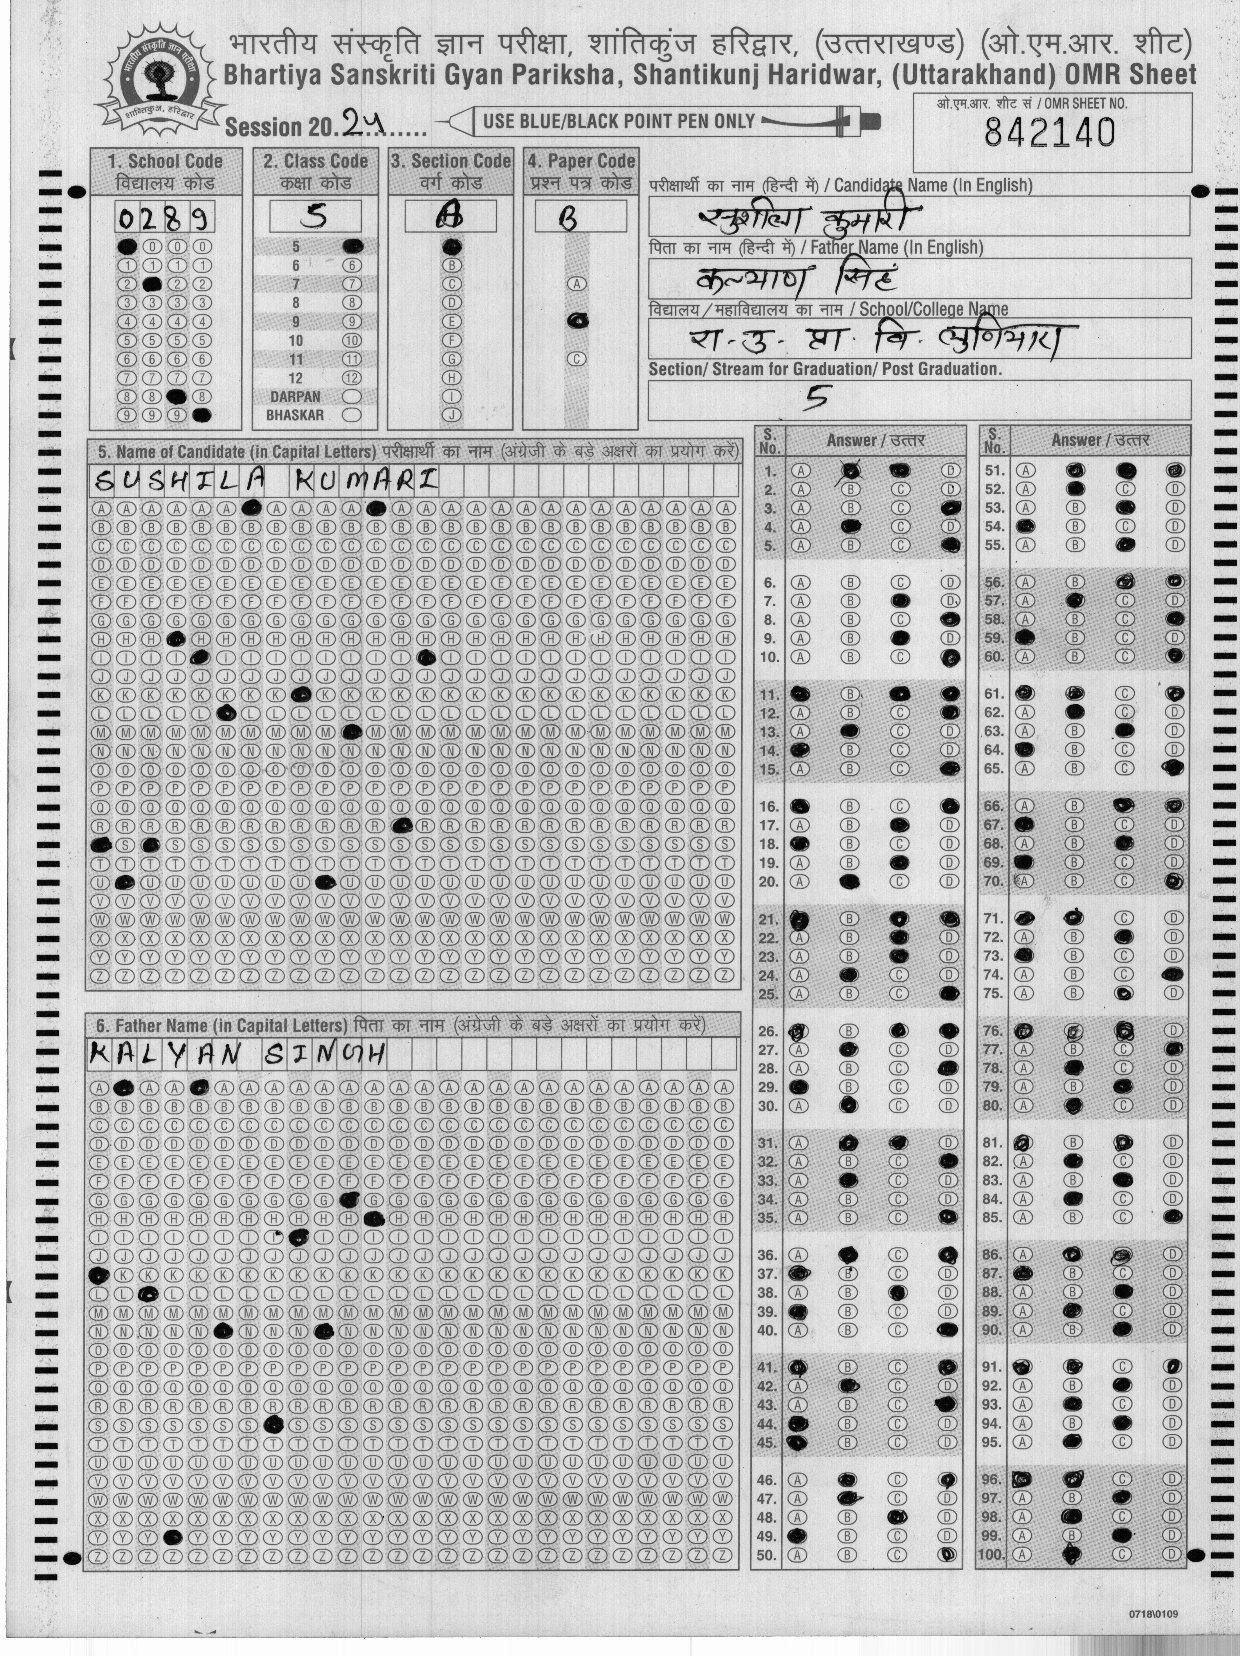 भारतीय संस्कृति ज्ञान परीक्षा, शांतिकुंज हरिद्वार, (उत्तराखण्ड) (ओ.एम.आर. शीट)
Bhartiya Sanskriti Gyan Pariksha, Shantikunj Haridwar, (Uttarakhand) OMR Sheet
Session 20..24.........
USE BLUE/BLACK POINT PEN ONLY
ओ.एम.आर. शीट सं / OMR SHEET NO.
842140
1. School Code
विद्यालय कोड
0289
2. Class Code
कक्षा कोड
5
5
6
7
8
9
10
11
12
DARPAN
BHASKAR
3. Section Code
वर्ग कोड
A
4. Paper Code
प्रश्न पत्र कोड
B
परीक्षार्थी का नाम (हिन्दी में) / Candidate Name (In English)
सुशीला कुमारी
पिता का नाम (हिन्दी में) / Father Name (In English)
कल्याण सिहं
विद्यालय / महाविद्यालय का नाम / School/College Name
रा. उ. प्रा. वि.
Section/ Stream for Graduation/ Post Graduation.
5
5. Name of Candidate (in Capital Letters) परीक्षार्थी का नाम (अंग्रेजी के बड़े अक्षरों का प्रयोग करें)
SUSHILA KUMARI
6. Father Name (in Capital Letters) पिता का नाम (अंग्रेजी के बड़े अक्षरों का प्रयोग करें)
KALYAN SINGH
S. No. Answer / उत्तर
S. No. Answer / उत्तर
0718\0109